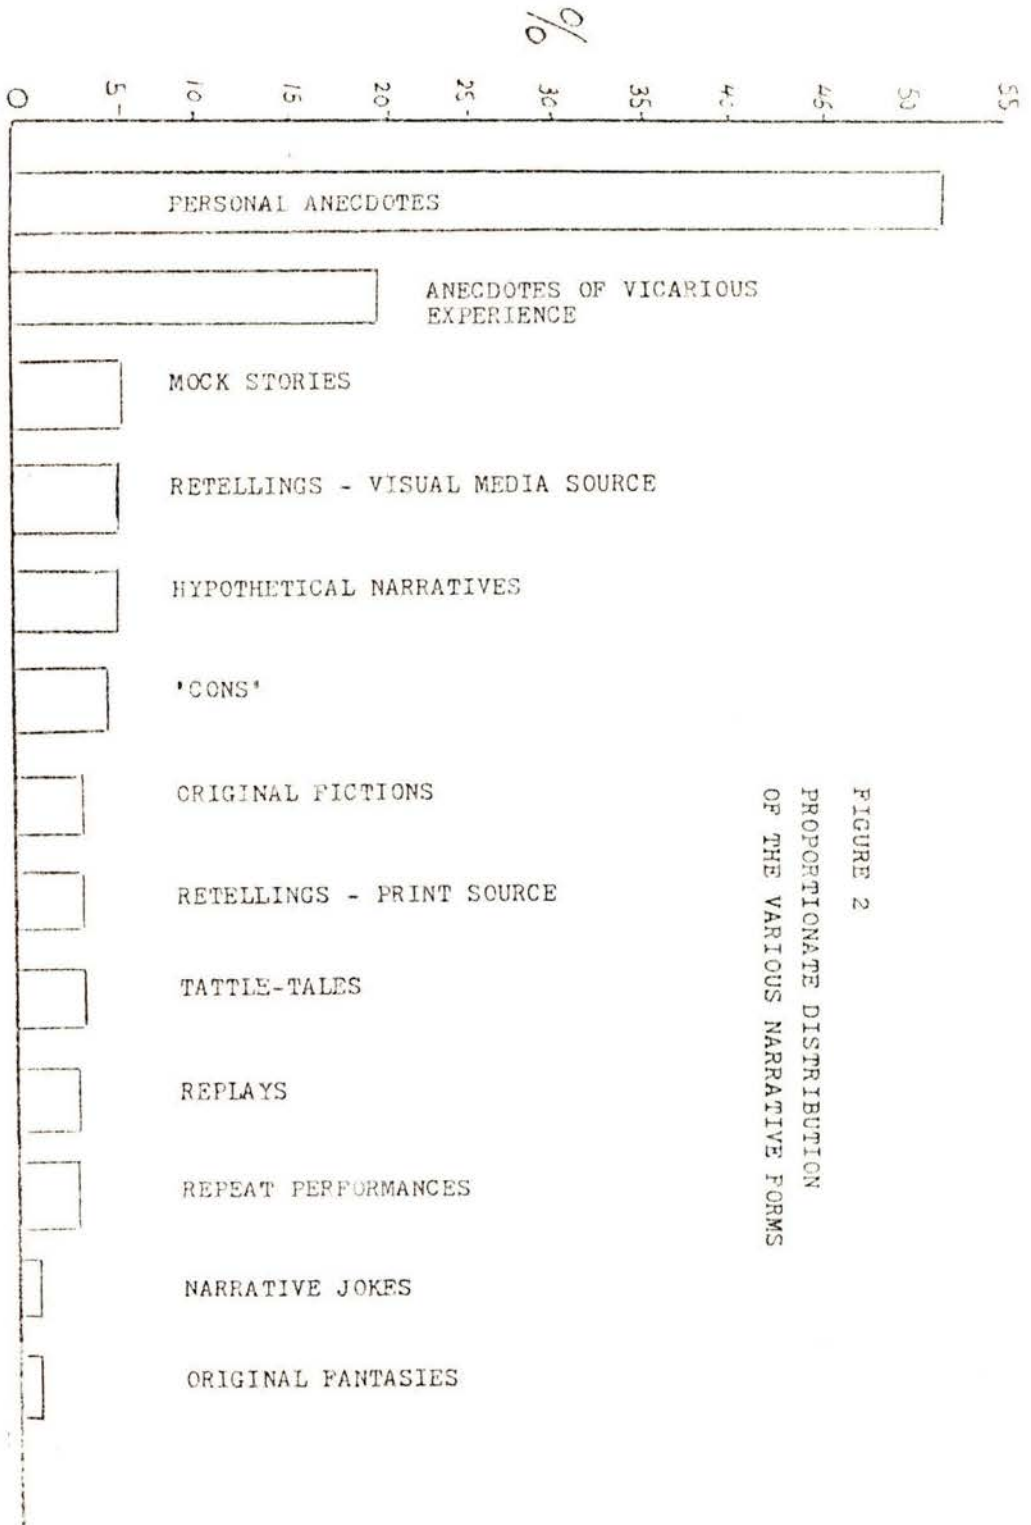 %
0 5 10 15 20 25 30 35 40 45 50 55
PERSONAL ANECDOTES
ANECDOTES OF VICARIOUS
EXPERIENCE
MOCK STORIES
RETELLINGS - VISUAL MEDIA SOURCE
HYPOTHETICAL NARRATIVES
'CONS'
ORIGINAL FICTIONS
RETELLINGS - PRINT SOURCE
TATTLE-TALES
REPLAYS
REPEAT PERFORMANCES
NARRATIVE JOKES
ORIGINAL FANTASIES
FIGURE 2
PROPORTIONATE DISTRIBUTION
OF THE VARIOUS NARRATIVE FORMS